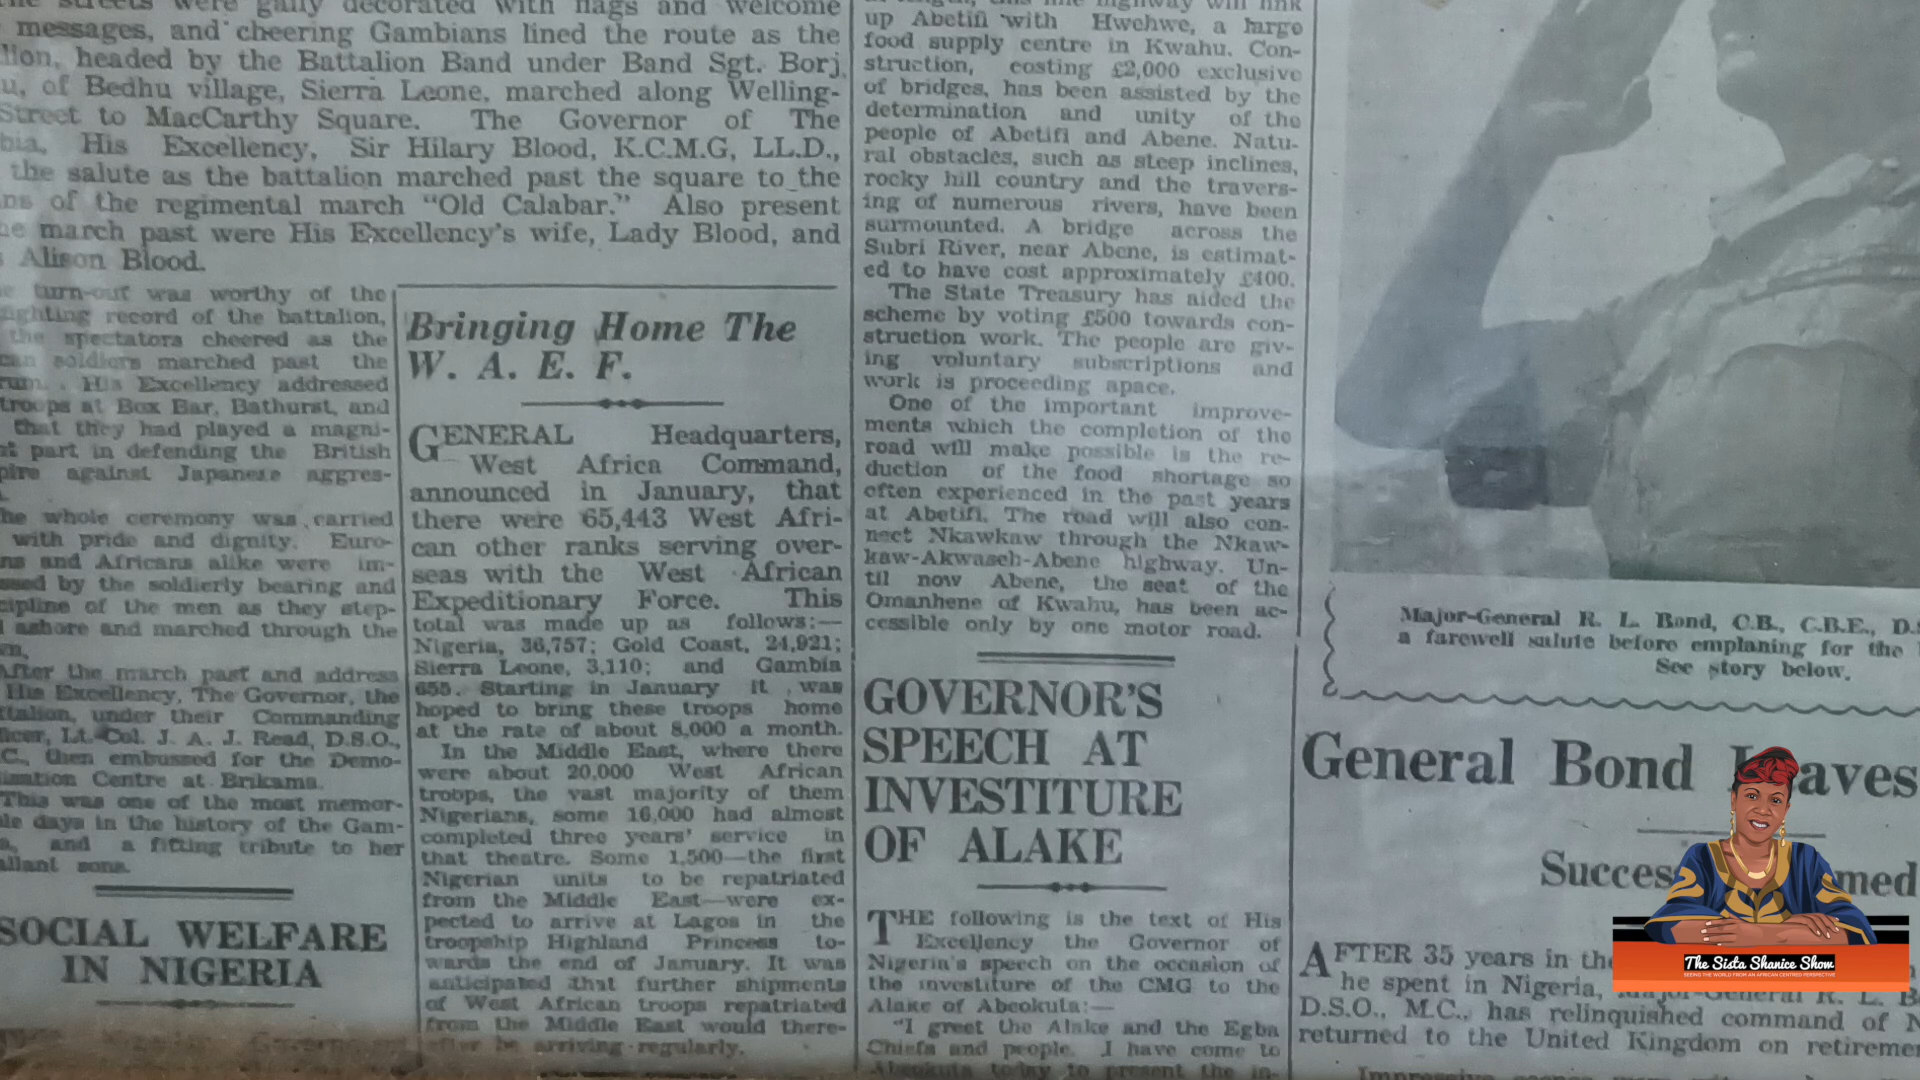 streets were gaily decorated with flags and welcome
messages, and cheering Gambians lined the route as the
headed by the Battalion Band under Band Sgt. Borj
of Bedhu village, Sierra Leone, marched along Welling-
Street to MacCarthy Square. The Governor of The
His Excellency, Sir Hilary Blood, K.C.M.G, LL.D.,
the salute as the battalion marched past the square to the
of the regimental march "Old Calabar." Also present
march past were His Excellency's wife, Lady Blood, and
Alison Blood.
turn-out was worthy of the
fighting record of the battalion,
the spectators cheered as the
soldiers marched past the
His Excellency addressed
troops at Box Bar, Bathurst, and
that they had played a magni-
part in defending the British
against Japanese aggres-
whole ceremony was carried
with pride and dignity. Euro-
and Africans alike were im-
by the soldierly bearing and
of the men as they step-
ashore and marched through the
After the march past and address
His Excellency, The Governor, the
under their Commanding
Lt. Col. J. A. J. Read, D.S.O.,
then embussed for the Demo-
Centre at Brikama.
This was one of the most memor-
days in the history of the Gam-
and a fitting tribute to her
sons.
SOCIAL WELFARE
IN NIGERIA
Bringing Home The
W. A. E. F.
GENERAL Headquarters,
West Africa Command,
announced in January, that
there were 65,443 West Afri-
can other ranks serving over-
seas with the West African
Expeditionary Force. This
total was made up as follows:—
Nigeria, 36,757; Gold Coast, 24,921;
Sierra Leone, 3,110; and Gambia
655. Starting in January it was
hoped to bring these troops home
at the rate of about 8,000 a month.
In the Middle East, where there
were about 20,000 West African
troops, the vast majority of them
Nigerians, some 16,000 had almost
completed three years' service in
that theatre. Some 1,500—the first
Nigerian units to be repatriated
from the Middle East—were ex-
pected to arrive at Lagos in the
troopship Highland Princess to-
wards the end of January. It was
anticipated that further shipments
of West African troops repatriated
from the Middle East would there-
after be arriving regularly.
highway will link
up Abetifi with Hwehwe, a large
food supply centre in Kwahu. Con-
struction, costing £2,000 exclusive
of bridges, has been assisted by the
determination and unity of the
people of Abetifi and Abene. Natu-
ral obstacles, such as steep inclines,
rocky hill country and the travers-
ing of numerous rivers, have been
surmounted. A bridge across the
Subri River, near Abene, is estimat-
ed to have cost approximately £400.
The State Treasury has aided the
scheme by voting £500 towards con-
struction work. The people are giv-
ing voluntary subscriptions and
work is proceeding apace.
One of the important improve-
ments which the completion of the
road will make possible is the re-
duction of the food shortage so
often experienced in the past years
at Abetifi. The road will also con-
nect Nkawkaw through the Nkaw-
kaw-Akwaseh-Abene highway. Un-
til now Abene, the seat of the
Omanhene of Kwahu, has been ac-
cessible only by one motor road.
GOVERNOR'S
SPEECH AT
INVESTITURE
OF ALAKE
THE following is the text of His
Excellency the Governor of
Nigeria's speech on the occasion of
the investiture of the CMG to the
Alake of Abeokuta:—
"I greet the Alake and the Egba
Chiefs and people. I have come to
Abeokuta today to present the in-
Major-General R. L. Bond, C.B., C.B.E.,
a farewell salute before emplaning for the
See story below.
General Bond
AFTER 35 years in
he spent in Nigeria, Major-General R. L.
D.S.O., M.C., has relinquished command of
returned to the United Kingdom on
The Sista Shanice Show
SEEING THE WORLD FROM AN AFRICAN CENTRED PERSPECTIVE